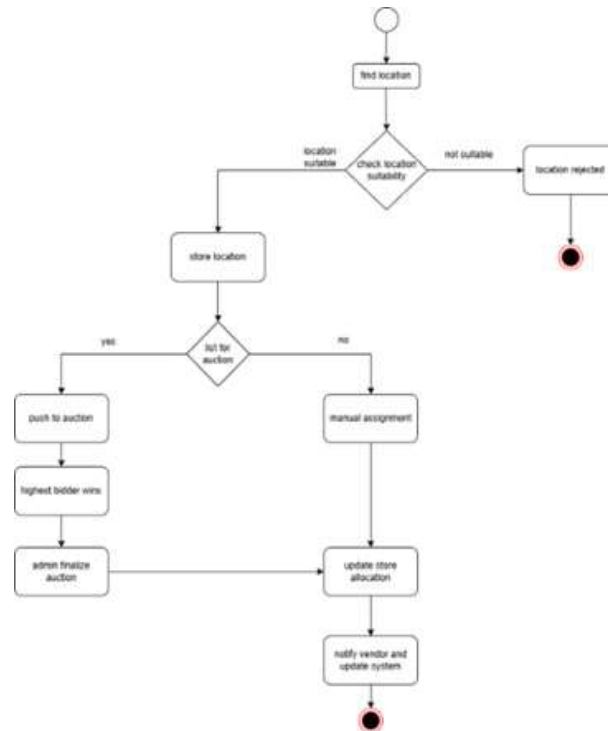 find location
location
suitable
check location
suitability
not suitable
location rejected
store location
yes
list for
auction
no
push to auction
manual assignment
highest bidder wins
admin finalize
auction
update store
allocation
notify vendor and
update system